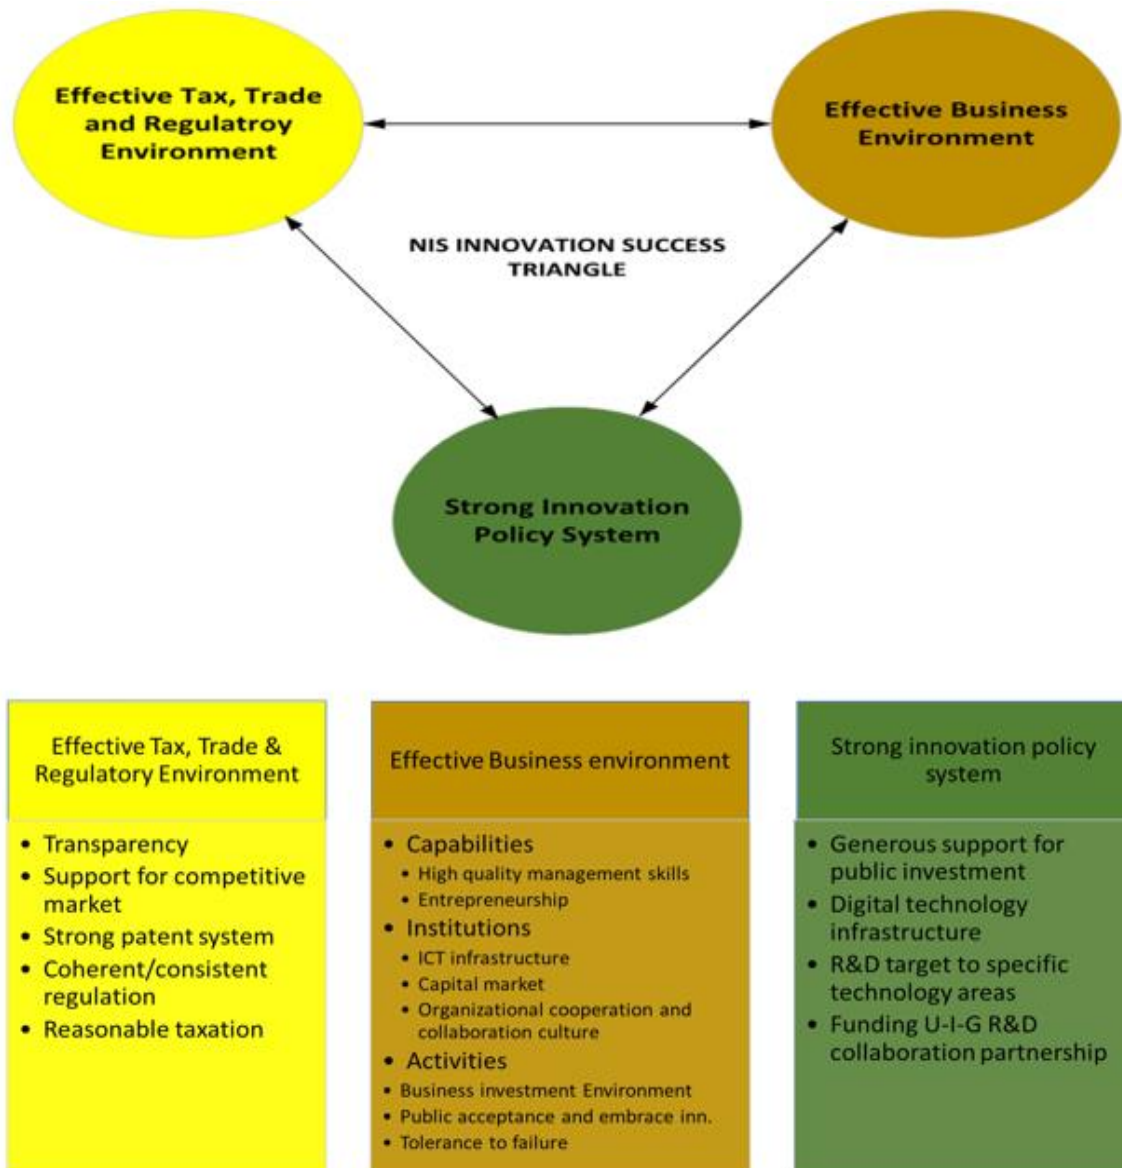 Effective Tax, Trade
and Regulatroy
Environment
Effective Business
Environment
NIS INNOVATION SUCCESS
TRIANGLE
Strong Innovation
Policy System
Effective Tax, Trade &
Regulatory Environment
• Transparency
• Support for competitive
market
• Strong patent system
• Coherent/consistent
regulation
• Reasonable taxation
Effective Business environment
• Capabilities
• High quality management skills
• Entrepreneurship
• Institutions
• ICT infrastructure
• Capital market
• Organizational cooperation and
collaboration culture
• Activities
• Business investment Environment
• Public acceptance and embrace inn.
• Tolerance to failure
Strong innovation policy
system
• Generous support for
public investment
• Digital technology
infrastructure
• R&D target to specific
technology areas
• Funding U-I-G R&D
collaboration partnership